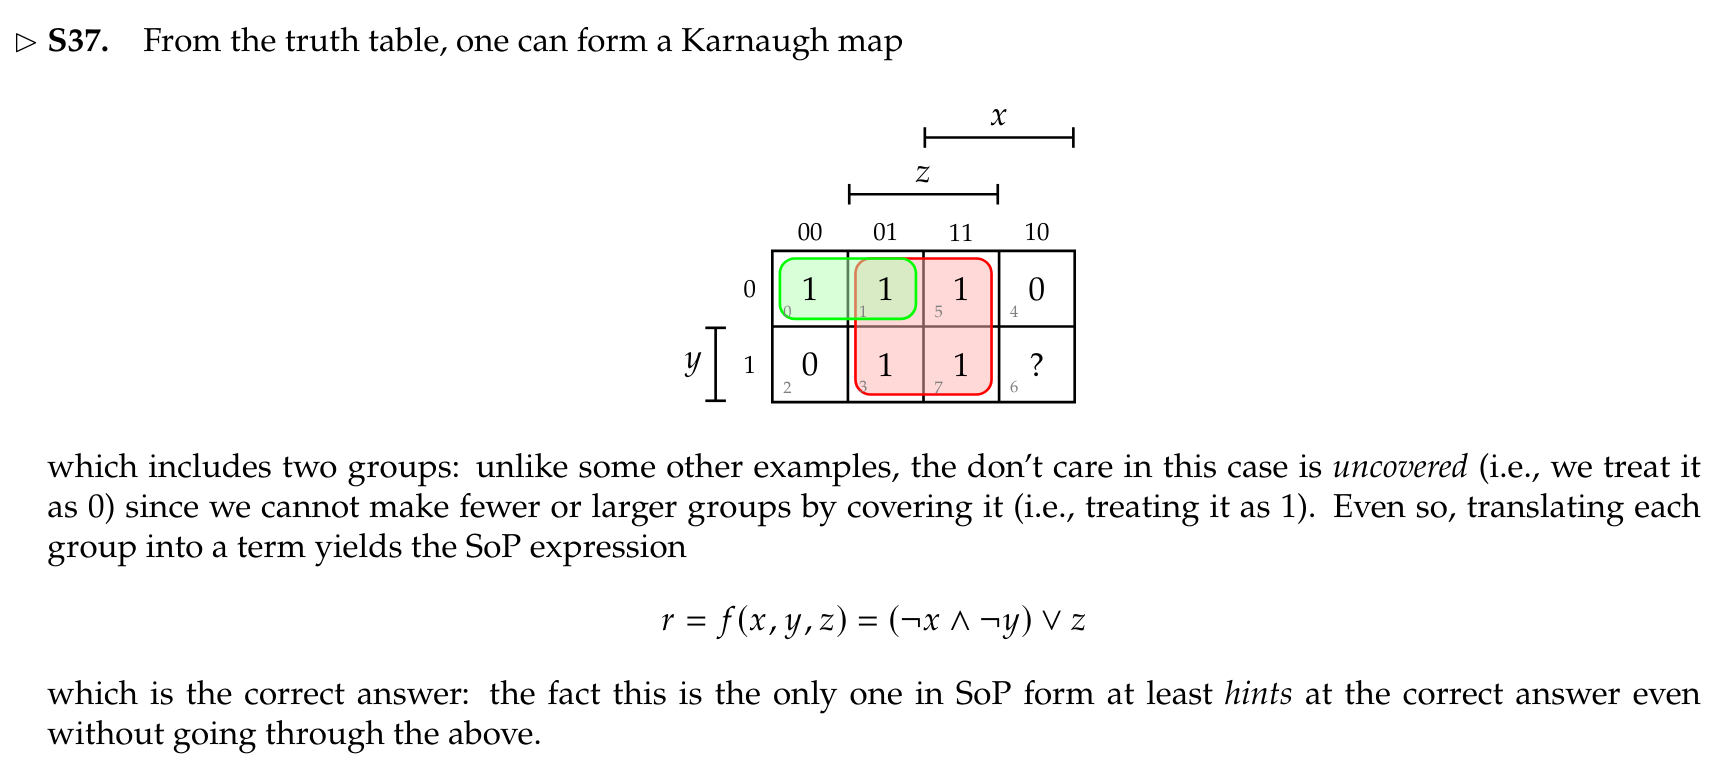 ▷ S37. From the truth table, one can form a Karnaugh map
x
z
00 01 11 10
0 1 1 1 0
0 1 5 4
y 1 0 1 1 ?
2 3 7 6
which includes two groups: unlike some other examples, the don't care in this case is uncovered (i.e., we treat it
as 0) since we cannot make fewer or larger groups by covering it (i.e., treating it as 1). Even so, translating each
group into a term yields the SoP expression
r = f(x, y, z) = (¬x ∧ ¬y) ∨ z
which is the correct answer: the fact this is the only one in SoP form at least hints at the correct answer even
without going through the above.